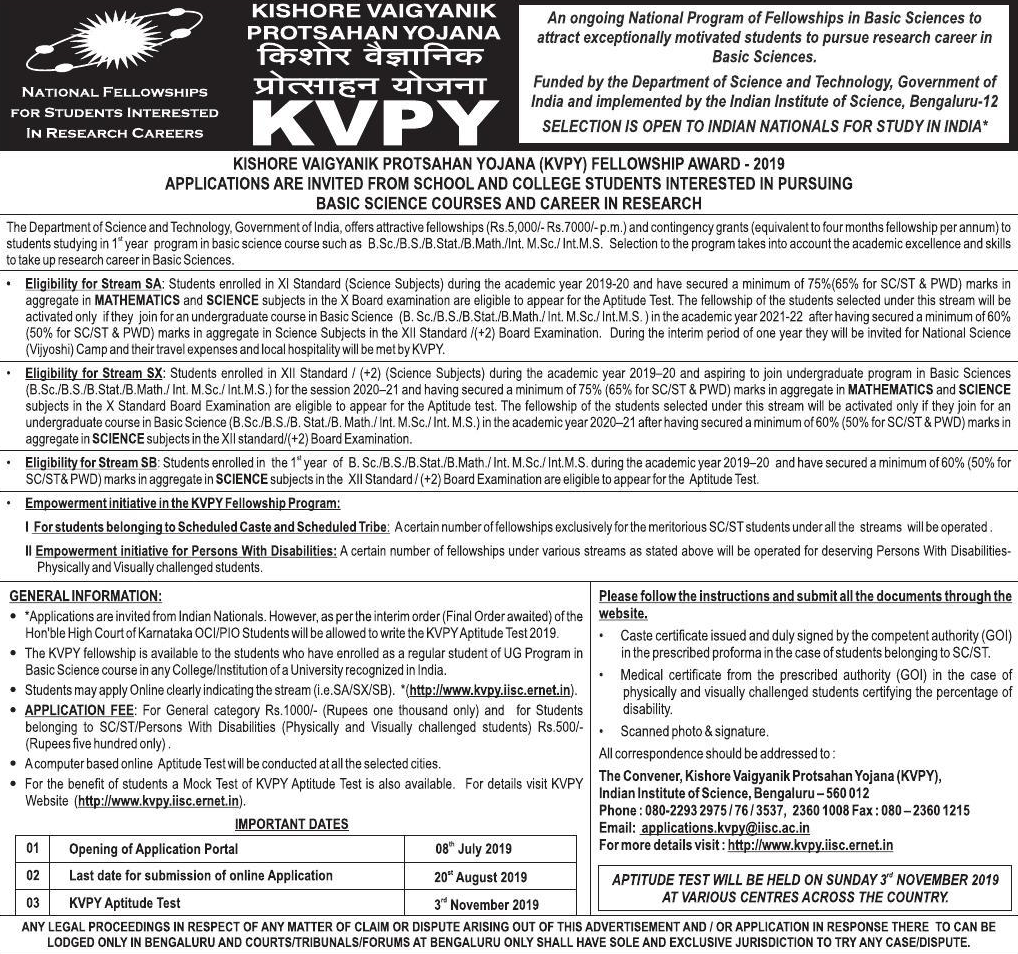 NATIONAL FELLOWSHIPS
FOR STUDENTS INTERESTED
IN RESEARCH CAREERS
KISHORE VAIGYANIK
PROTSAHAN YOJANA
किशोर वैज्ञानिक
प्रोत्साहन योजना
KVPY
An ongoing National Program of Fellowships in Basic Sciences to
attract exceptionally motivated students to pursue research career in
Basic Sciences.
Funded by the Department of Science and Technology, Government of
India and implemented by the Indian Institute of Science, Bengaluru-12
SELECTION IS OPEN TO INDIAN NATIONALS FOR STUDY IN INDIA*
KISHORE VAIGYANIK PROTSAHAN YOJANA (KVPY) FELLOWSHIP AWARD - 2019
APPLICATIONS ARE INVITED FROM SCHOOL AND COLLEGE STUDENTS INTERESTED IN PURSUING
BASIC SCIENCE COURSES AND CAREER IN RESEARCH
The Department of Science and Technology, Government of India, offers attractive fellowships (Rs.5,000/- Rs.7000/- p.m.) and contingency grants (equivalent to four months fellowship per annum) to
students studying in 1st year program in basic science course such as B.Sc./B.S./B.Stat./B.Math./Int. M.Sc./ Int.M.S. Selection to the program takes into account the academic excellence and skills
to take up research career in Basic Sciences.
• Eligibility for Stream SA: Students enrolled in XI Standard (Science Subjects) during the academic year 2019-20 and have secured a minimum of 75%(65% for SC/ST & PWD) marks in
aggregate in MATHEMATICS and SCIENCE subjects in the X Board examination are eligible to appear for the Aptitude Test. The fellowship of the students selected under this stream will be
activated only if they join for an undergraduate course in Basic Science (B. Sc./B.S./B.Stat./B.Math./ Int. M.Sc./ Int.M.S. ) in the academic year 2021-22 after having secured a minimum of 60%
(50% for SC/ST & PWD) marks in aggregate in Science Subjects in the XII Standard /(+2) Board Examination. During the interim period of one year they will be invited for National Science
(Vijyoshi) Camp and their travel expenses and local hospitality will be met by KVPY.
• Eligibility for Stream SX: Students enrolled in XII Standard / (+2) (Science Subjects) during the academic year 2019–20 and aspiring to join undergraduate program in Basic Sciences
(B.Sc./B.S./B.Stat./B.Math./ Int. M.Sc./ Int.M.S.) for the session 2020–21 and having secured a minimum of 75% (65% for SC/ST & PWD) marks in aggregate in MATHEMATICS and SCIENCE
subjects in the X Standard Board Examination are eligible to appear for the Aptitude test. The fellowship of the students selected under this stream will be activated only if they join for an
undergraduate course in Basic Science (B.Sc./B.S./B. Stat./B. Math./ Int. M.Sc./ Int. M.S.) in the academic year 2020–21 after having secured a minimum of 60% (50% for SC/ST & PWD) marks in
aggregate in SCIENCE subjects in the XII standard/(+2) Board Examination.
• Eligibility for Stream SB: Students enrolled in the 1st year of B. Sc./B.S./B.Stat./B.Math./ Int. M.Sc./ Int.M.S. during the academic year 2019–20 and have secured a minimum of 60% (50% for
SC/ST& PWD) marks in aggregate in SCIENCE subjects in the XII Standard / (+2) Board Examination are eligible to appear for the Aptitude Test.
• Empowerment initiative in the KVPY Fellowship Program:
I For students belonging to Scheduled Caste and Scheduled Tribe: A certain number of fellowships exclusively for the meritorious SC/ST students under all the streams will be operated .
II Empowerment initiative for Persons With Disabilities: A certain number of fellowships under various streams as stated above will be operated for deserving Persons With Disabilities-
Physically and Visually challenged students.
GENERAL INFORMATION:
• *Applications are invited from Indian Nationals. However, as per the interim order (Final Order awaited) of the
Hon'ble High Court of Karnataka OCI/PIO Students will be allowed to write the KVPY Aptitude Test 2019.
• The KVPY fellowship is available to the students who have enrolled as a regular student of UG Program in
Basic Science course in any College/Institution of a University recognized in India.
• Students may apply Online clearly indicating the stream (i.e.SA/SX/SB). *(http://www.kvpy.iisc.ernet.in).
• APPLICATION FEE: For General category Rs.1000/- (Rupees one thousand only) and for Students
belonging to SC/ST/Persons With Disabilities (Physically and Visually challenged students) Rs.500/-
(Rupees five hundred only) .
• A computer based online Aptitude Test will be conducted at all the selected cities.
• For the benefit of students a Mock Test of KVPY Aptitude Test is also available. For details visit KVPY
Website (http://www.kvpy.iisc.ernet.in).
IMPORTANT DATES
01 Opening of Application Portal 08th July 2019
02 Last date for submission of online Application 20st August 2019
03 KVPY Aptitude Test 3rd November 2019
Please follow the instructions and submit all the documents through the
website.
• Caste certificate issued and duly signed by the competent authority (GOI)
in the prescribed proforma in the case of students belonging to SC/ST.
• Medical certificate from the prescribed authority (GOI) in the case of
physically and visually challenged students certifying the percentage of
disability.
• Scanned photo & signature.
All correspondence should be addressed to :
The Convener, Kishore Vaigyanik Protsahan Yojana (KVPY),
Indian Institute of Science, Bengaluru – 560 012
Phone : 080-2293 2975 / 76 / 3537, 2360 1008 Fax : 080 – 2360 1215
Email: applications.kvpy@iisc.ac.in
For more details visit : http://www.kvpy.iisc.ernet.in
APTITUDE TEST WILL BE HELD ON SUNDAY 3rd NOVEMBER 2019
AT VARIOUS CENTRES ACROSS THE COUNTRY.
ANY LEGAL PROCEEDINGS IN RESPECT OF ANY MATTER OF CLAIM OR DISPUTE ARISING OUT OF THIS ADVERTISEMENT AND / OR APPLICATION IN RESPONSE THERE TO CAN BE
LODGED ONLY IN BENGALURU AND COURTS/TRIBUNALS/FORUMS AT BENGALURU ONLY SHALL HAVE SOLE AND EXCLUSIVE JURISDICTION TO TRY ANY CASE/DISPUTE.